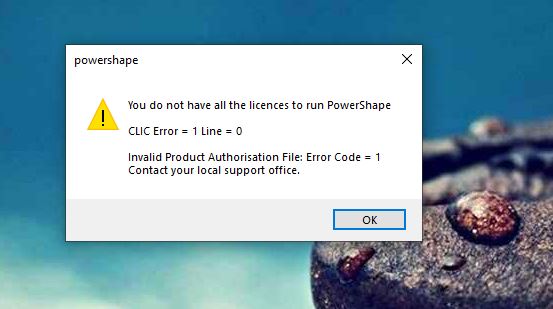 powershape
You do not have all the licences to run PowerShape
CLIC Error = 1 Line = 0
Invalid Product Authorisation File: Error Code = 1
Contact your local support office.
OK